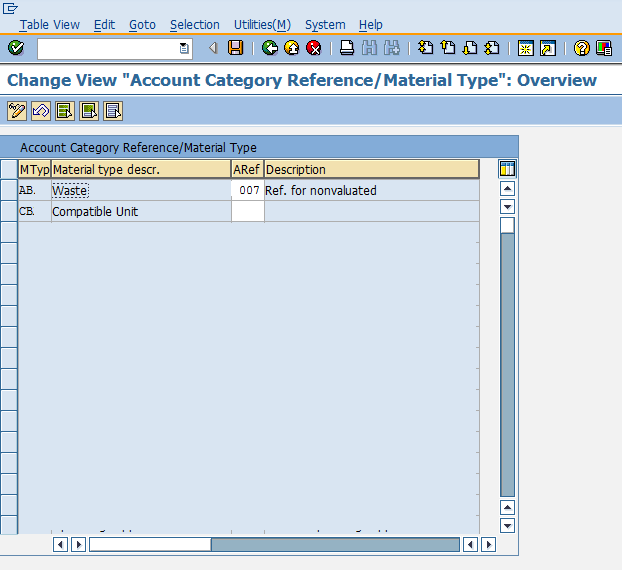 Table View Edit Goto Selection Utilities(M) System Help
Change View "Account Category Reference/Material Type": Overview
Account Category Reference/Material Type
MTyp Material type descr. ARef Description
AB. Waste 007 Ref. for nonvaluated
CB. Compatible Unit